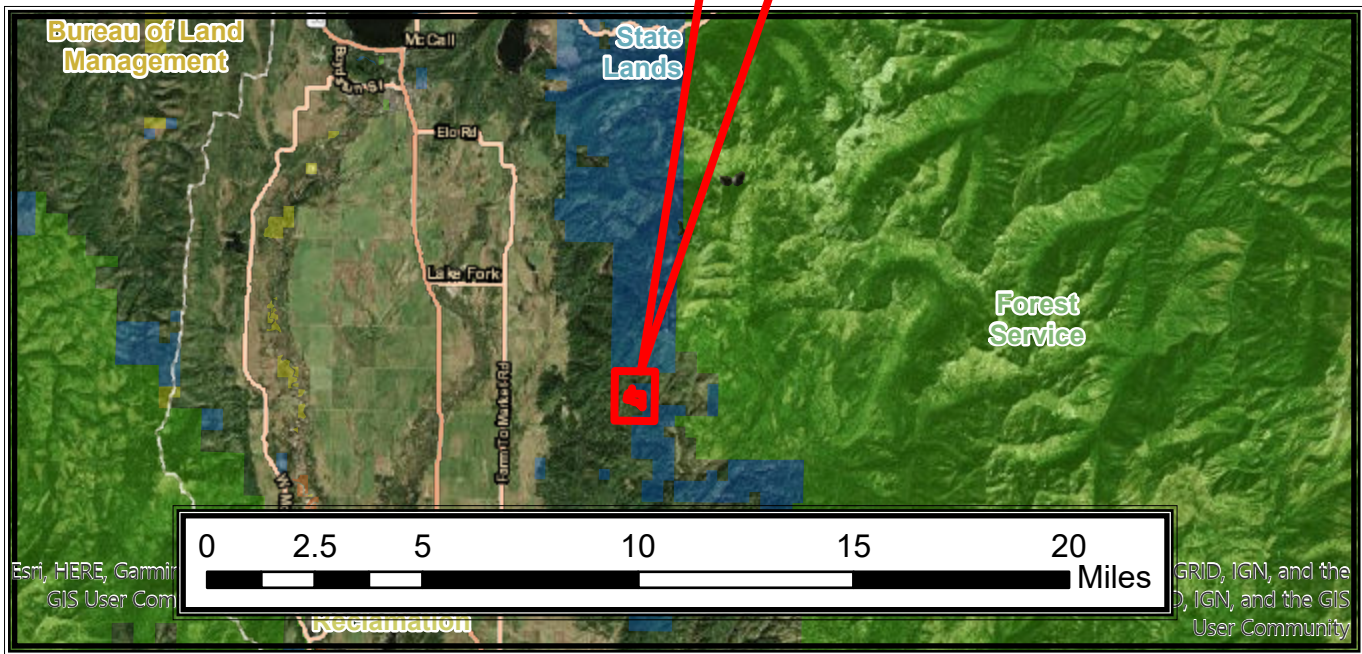 Bureau of Land
Management
McCall
State
Lands
Elo Rd
Lake Fork
Forest
Service
Farm To Market Rd
0 2.5 5 10 15 20
Miles
Esri, HERE, Garmin
GIS User Com
GRID, IGN, and the
IGN, and the GIS
User Community
Reclamation